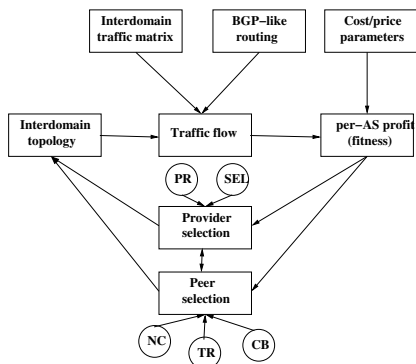 Interdomain
traffic matrix
BGP−like
routing
Cost/price
parameters
Interdomain
topology
Traffic flow
per−AS profit
(fitness)
PR
SEL
Provider
selection
Peer
selection
NC
TR
CB